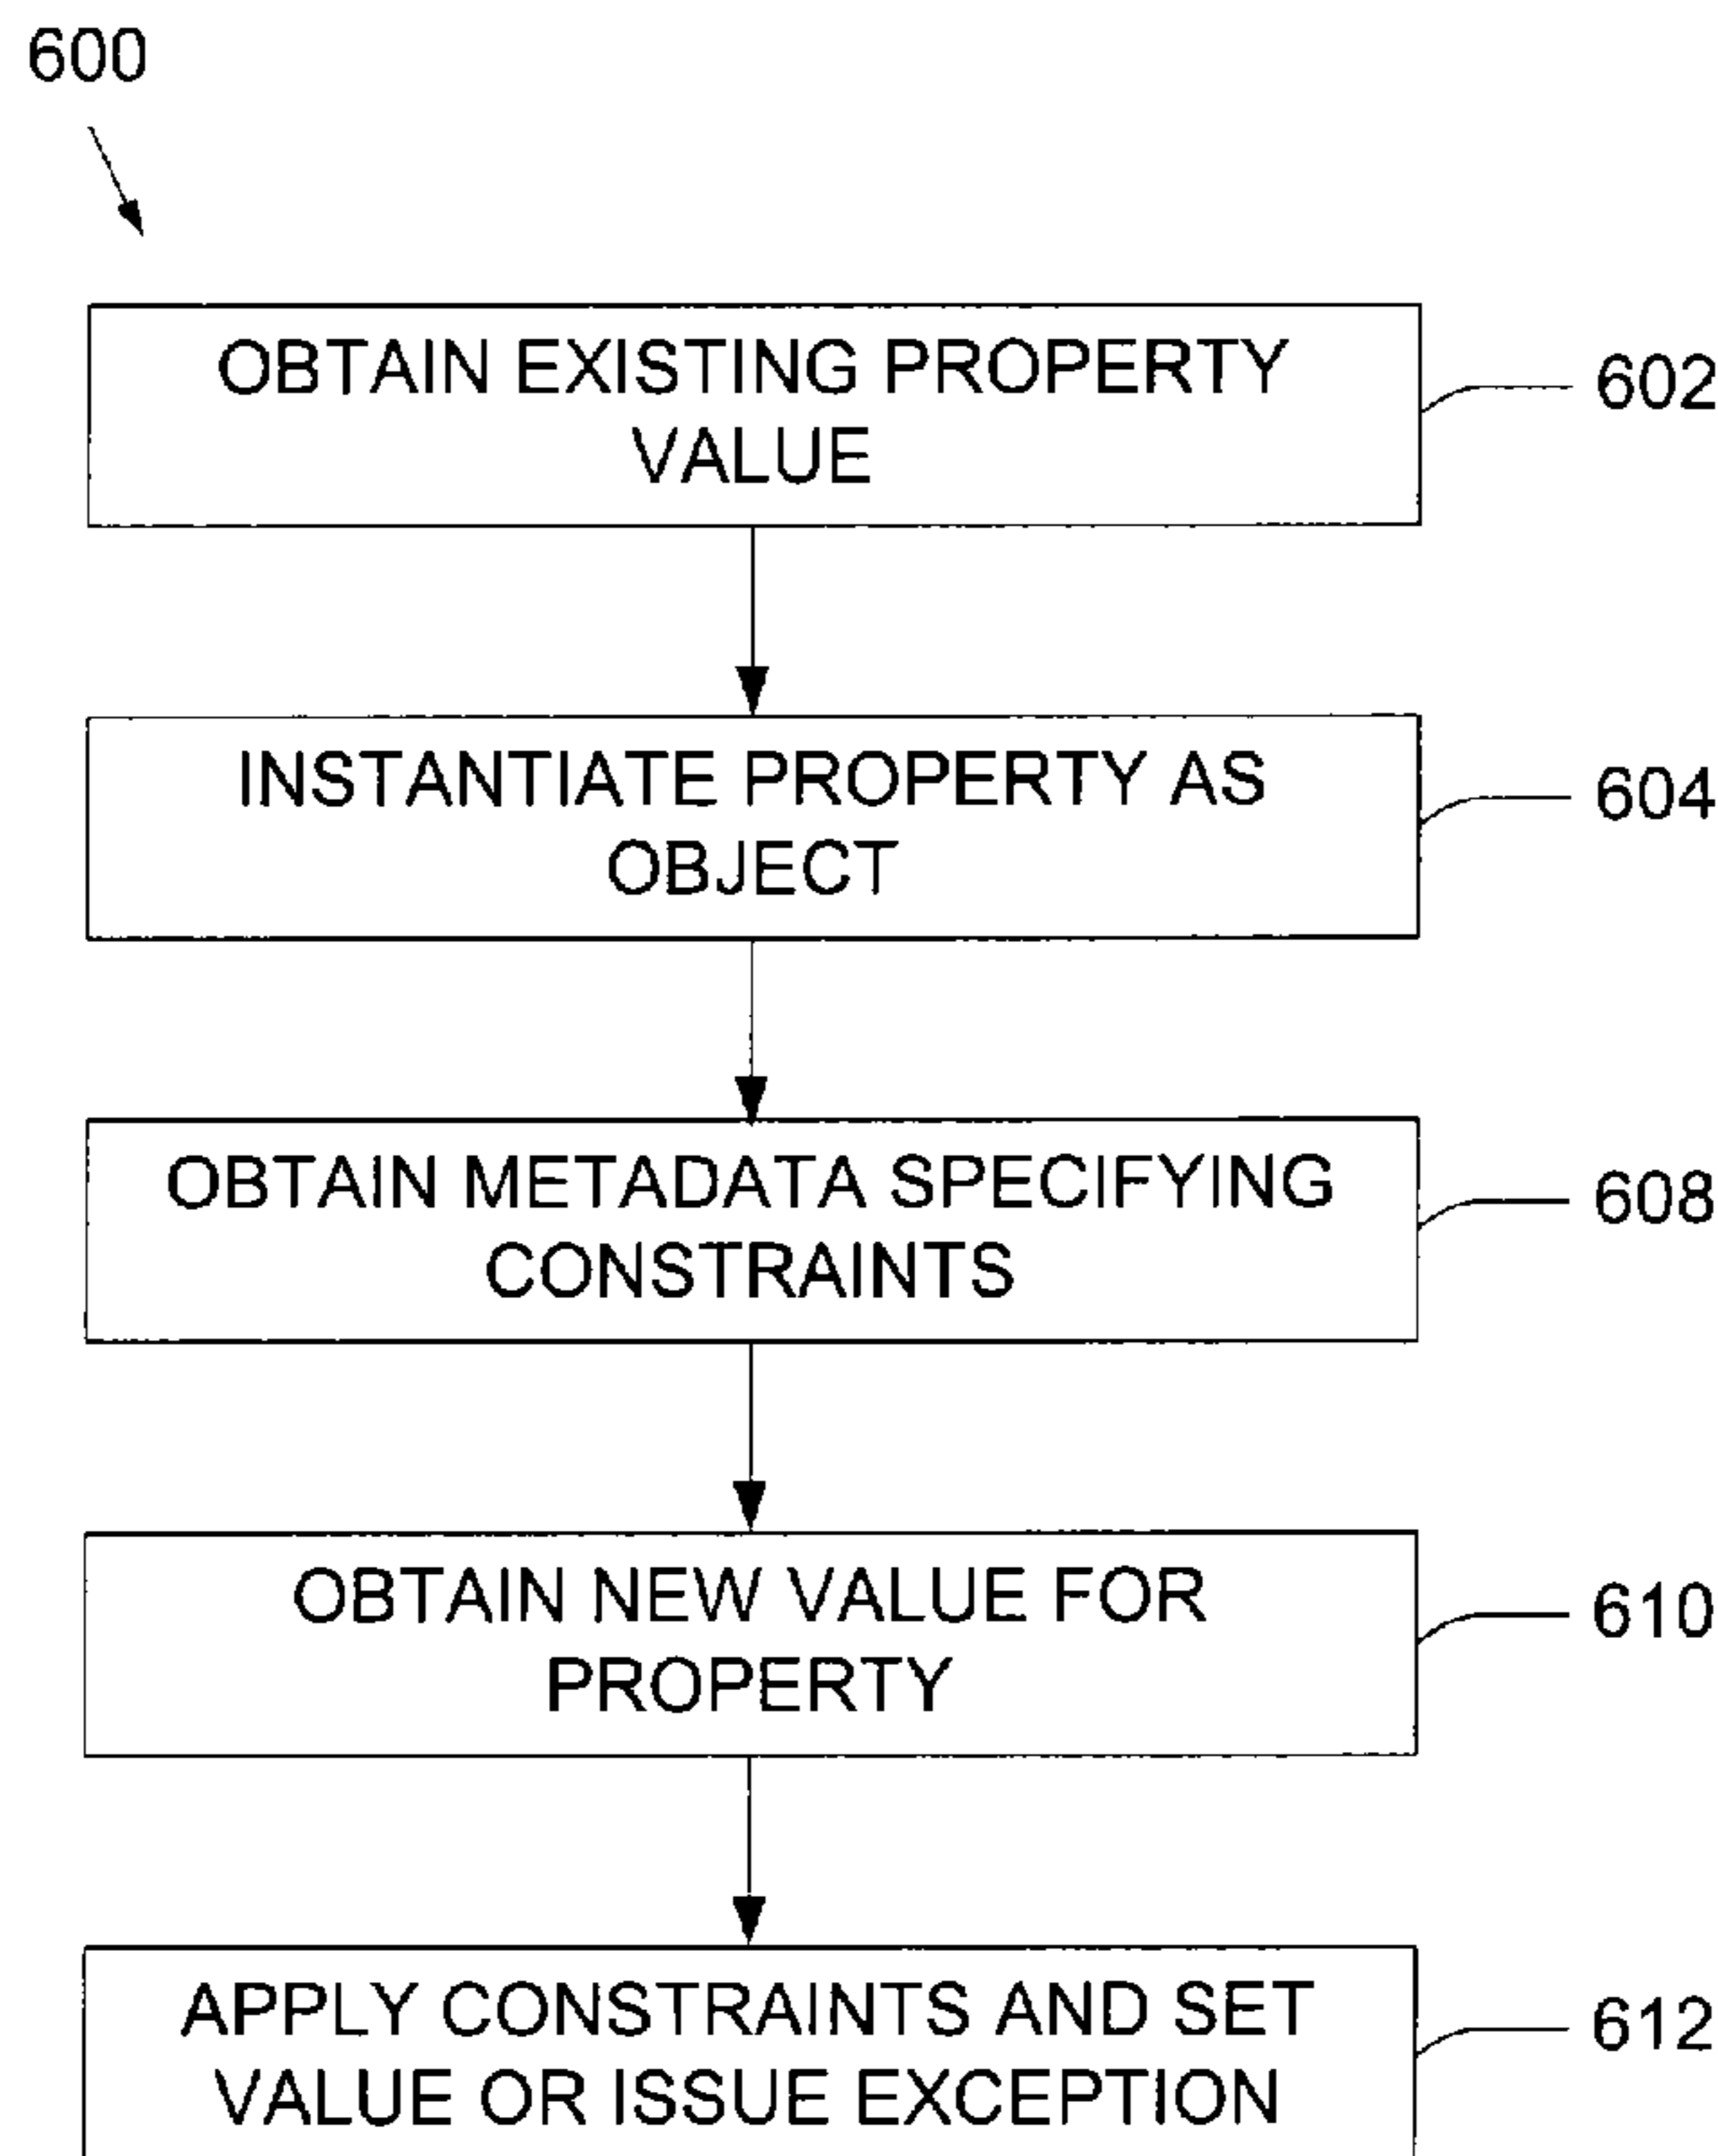 600
OBTAIN EXISTING PROPERTY
VALUE
602
INSTANTIATE PROPERTY AS
OBJECT
604
OBTAIN METADATA SPECIFYING
CONSTRAINTS
608
OBTAIN NEW VALUE FOR
PROPERTY
610
APPLY CONSTRAINTS AND SET
VALUE OR ISSUE EXCEPTION
612